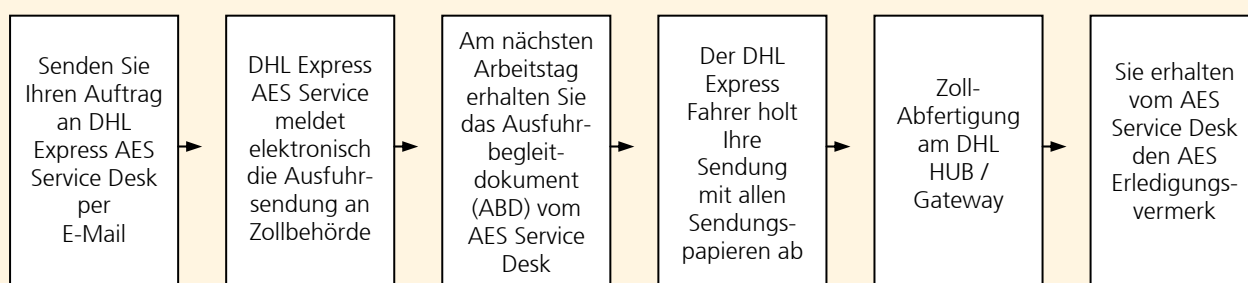 Senden Sie
Ihren Auftrag
an DHL
Express AES
Service Desk
per
E-Mail
DHL Express
AES Service
meldet
elektronisch
die Ausfuhr-
sendung an
Zollbehörde
Am nächsten
Arbeitstag
erhalten Sie
das Ausfuhr-
begleit-
dokument
(ABD) vom
AES Service
Desk
Der DHL
Express
Fahrer holt
Ihre
Sendung
mit allen
Sendungs-
papieren ab
Zoll-
Abfertigung
am DHL
HUB /
Gateway
Sie erhalten
vom AES
Service Desk
den AES
Erledigungs-
vermerk